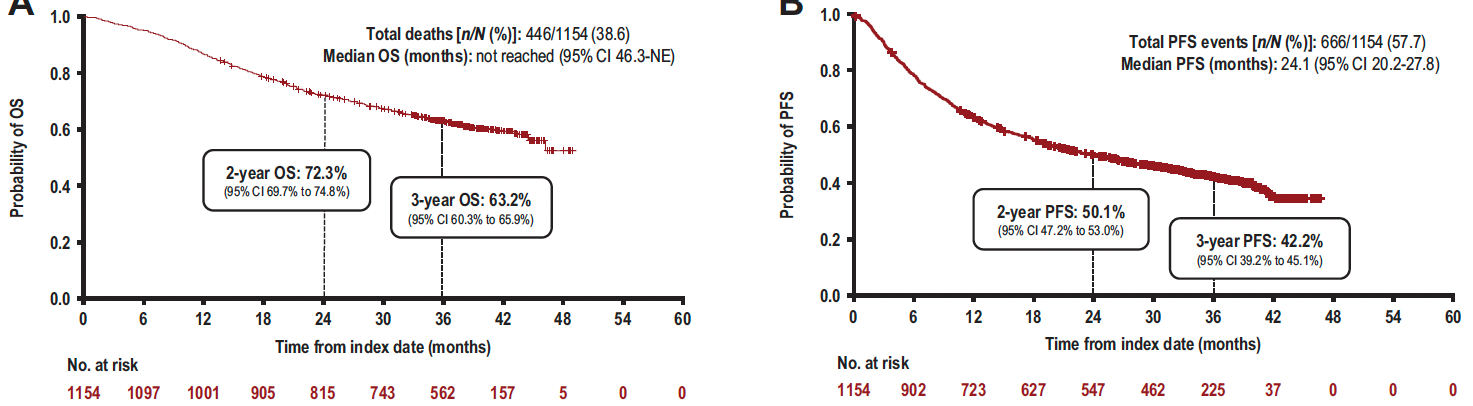 A
Total deaths [n/N (%)]: 446/1154 (38.6)
Median OS (months): not reached (95% CI 46.3-NE)
Probability of OS
1.0
0.8
0.6
0.4
0.2
0.0
2-year OS: 72.3%
(95% CI 69.7% to 74.8%)
3-year OS: 63.2%
(95% CI 60.3% to 65.9%)
0 6 12 18 24 30 36 42 48 54 60
Time from index date (months)
No. at risk
1154 1097 1001 905 815 743 562 157 5 0 0
B
Total PFS events [n/N (%)]: 666/1154 (57.7)
Median PFS (months): 24.1 (95% CI 20.2-27.8)
Probability of PFS
1.0
0.8
0.6
0.4
0.2
0.0
2-year PFS: 50.1%
(95% CI 47.2% to 53.0%)
3-year PFS: 42.2%
(95% CI 39.2% to 45.1%)
0 6 12 18 24 30 36 42 48 54 60
Time from index date (months)
No. at risk
1154 902 723 627 547 462 225 37 0 0 0